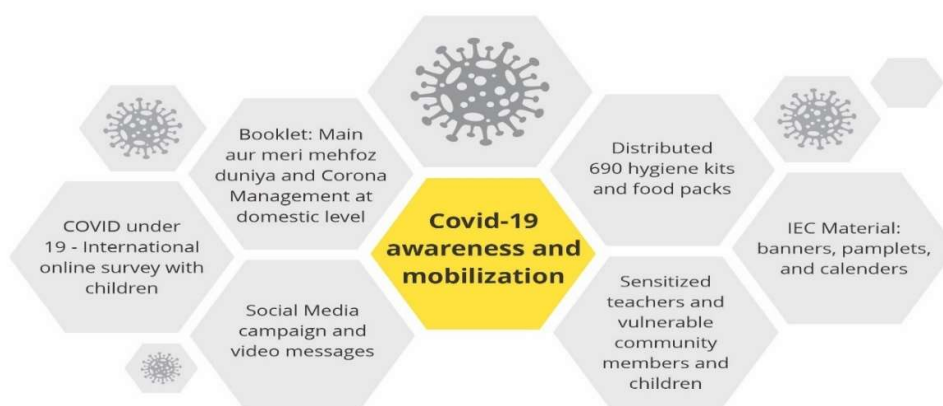 COVID under
19 - International
online survey with
children
Booklet: Main
aur meri mehfoz
duniya and Corona
Management at
domestic level
Social Media
campaign and
video messages
Covid-19
awareness and
mobilization
Distributed
690 hygiene kits
and food packs
Sensitized
teachers and
vulnerable
community
members and
children
IEC Material:
banners, pamplets,
and calenders